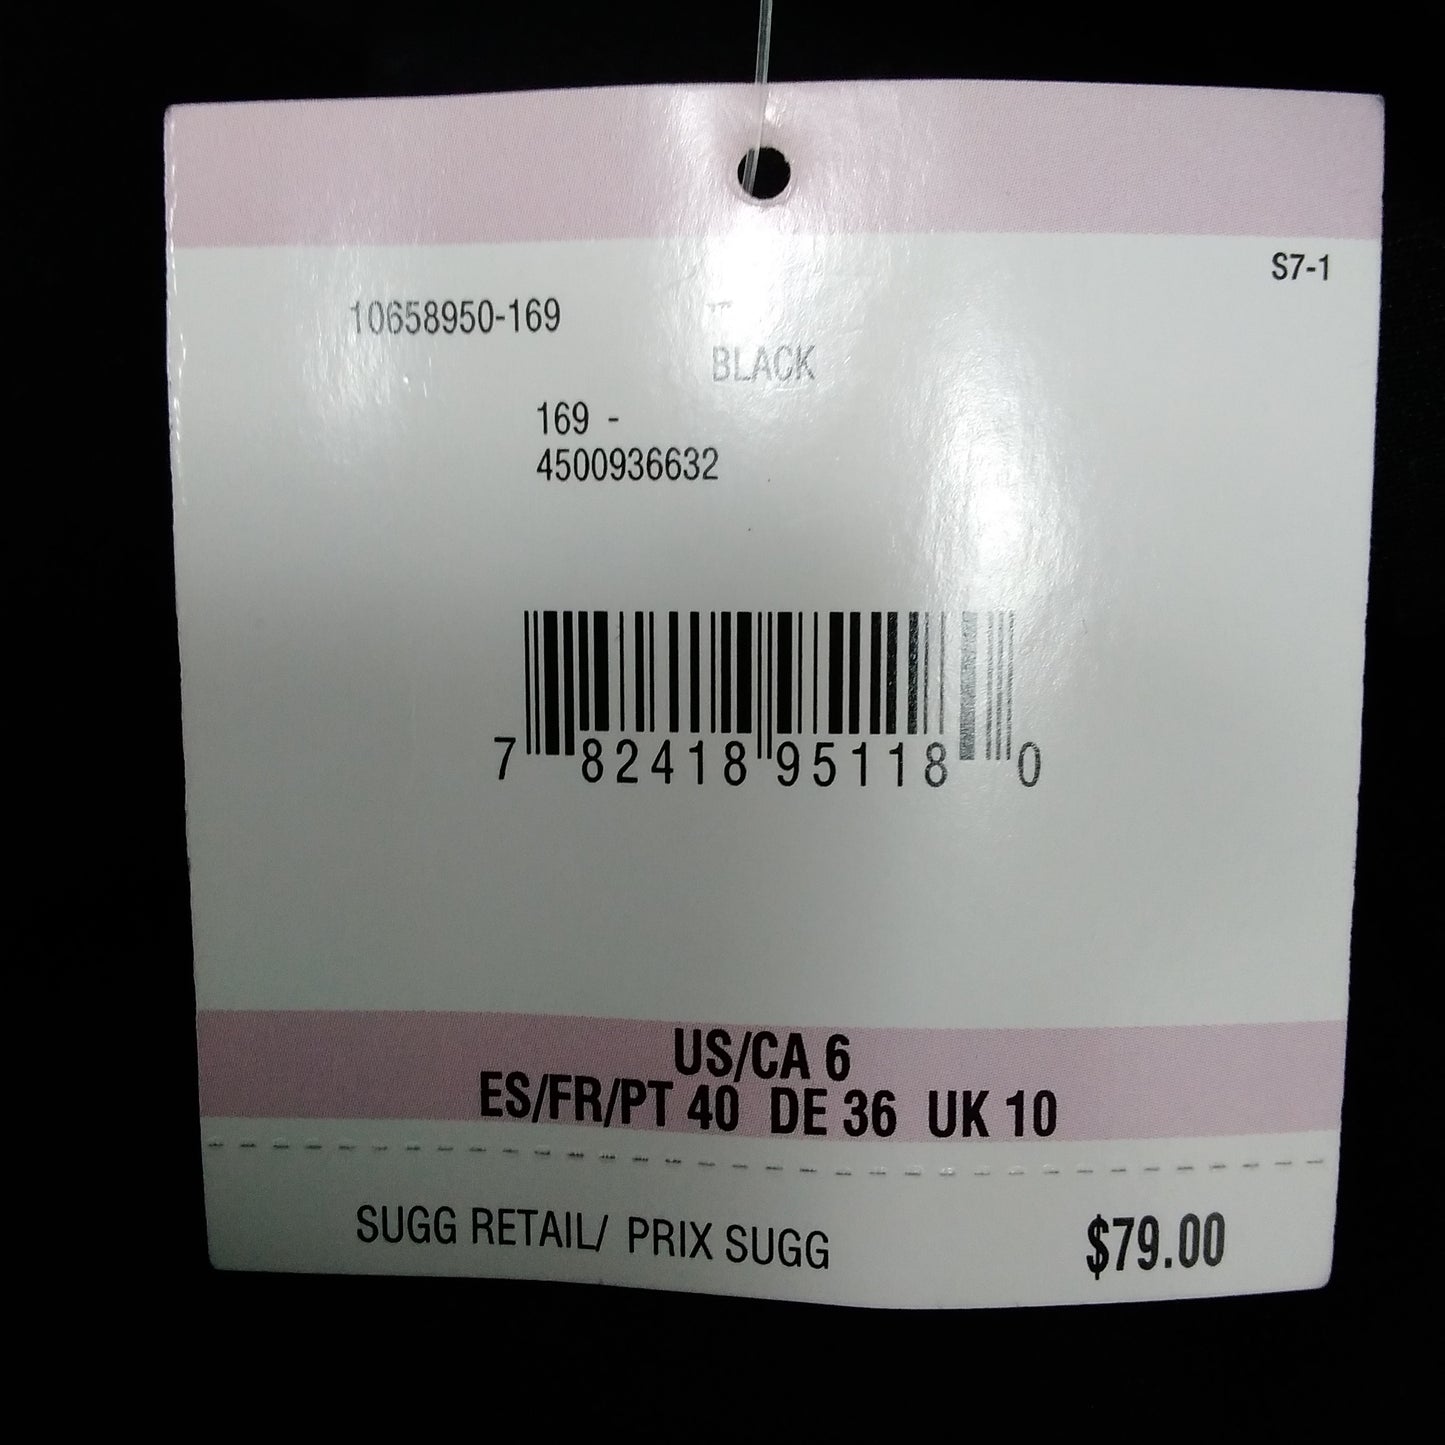 S7-1
10658950-169
BLACK
169 -
4500936632
7 82418 95118 0
US/CA 6
ES/FR/PT 40 DE 36 UK 10
SUGG RETAIL/ PRIX SUGG $79.00